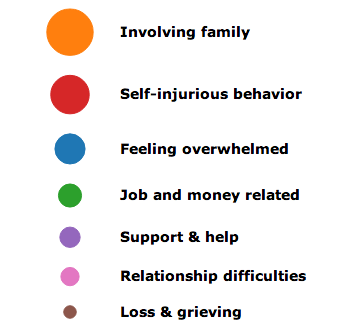 Involving family
Self-injurious behavior
Feeling overwhelmed
Job and money related
Support & help
Relationship difficulties
Loss & grieving